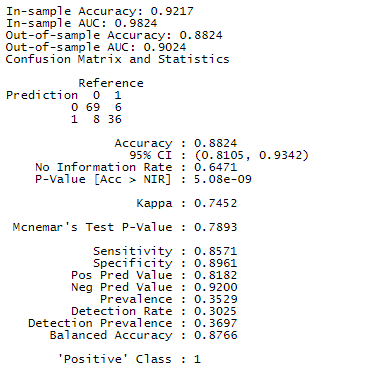 In-sample Accuracy: 0.9217
In-sample AUC: 0.9824
Out-of-sample Accuracy: 0.8824
Out-of-sample AUC: 0.9024
Confusion Matrix and Statistics
Reference
Prediction 0 1
0 69 6
1 8 36
Accuracy : 0.8824
95% CI : (0.8105, 0.9342)
No Information Rate : 0.6471
P-Value [Acc > NIR] : 5.08e-09
Kappa : 0.7452
Mcnemar's Test P-Value : 0.7893
Sensitivity : 0.8571
Specificity : 0.8961
Pos Pred Value : 0.8182
Neg Pred Value : 0.9200
Prevalence : 0.3529
Detection Rate : 0.3025
Detection Prevalence : 0.3697
Balanced Accuracy : 0.8766
'Positive' Class : 1